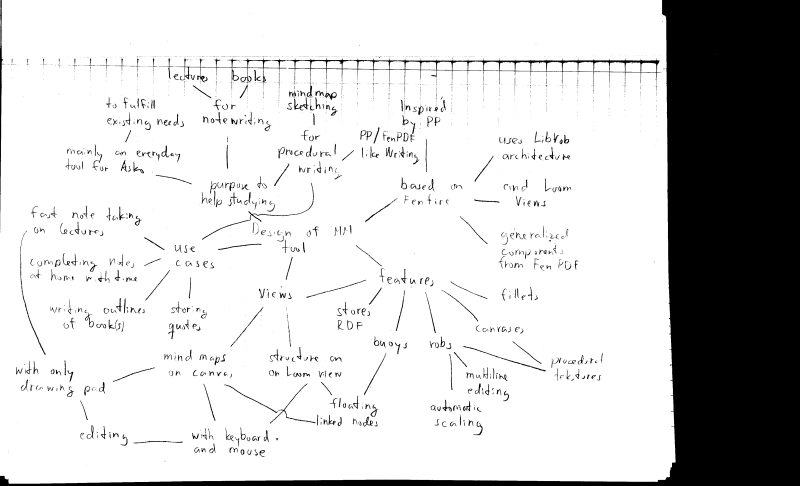 lectures books
for
notewriting
to fulfill
existing needs
mainly an everyday
tool for Asko
mindmap
sketching
for
procedural
writing
PP/FenPDF
like Writing
Inspired
by PP
purpose to
help studying
based on
Fenfire
uses Libvob
architecture
and Loom
Views
generalized
components
from Fen PDF
Design of MM
tool
fast note taking
on lectures
use
cases
completing notes
at home with time
writing outlines
of book(s)
storing
quotes
Views
features
fillets
canvases
stores
RDF
buoys
vobs
procedural
textures
multiline
editing
automatic
scaling
mind maps
on canvas
structure on
on Loom view
floating
linked nodes
with only
drawing pad
editing
with keyboard
and mouse